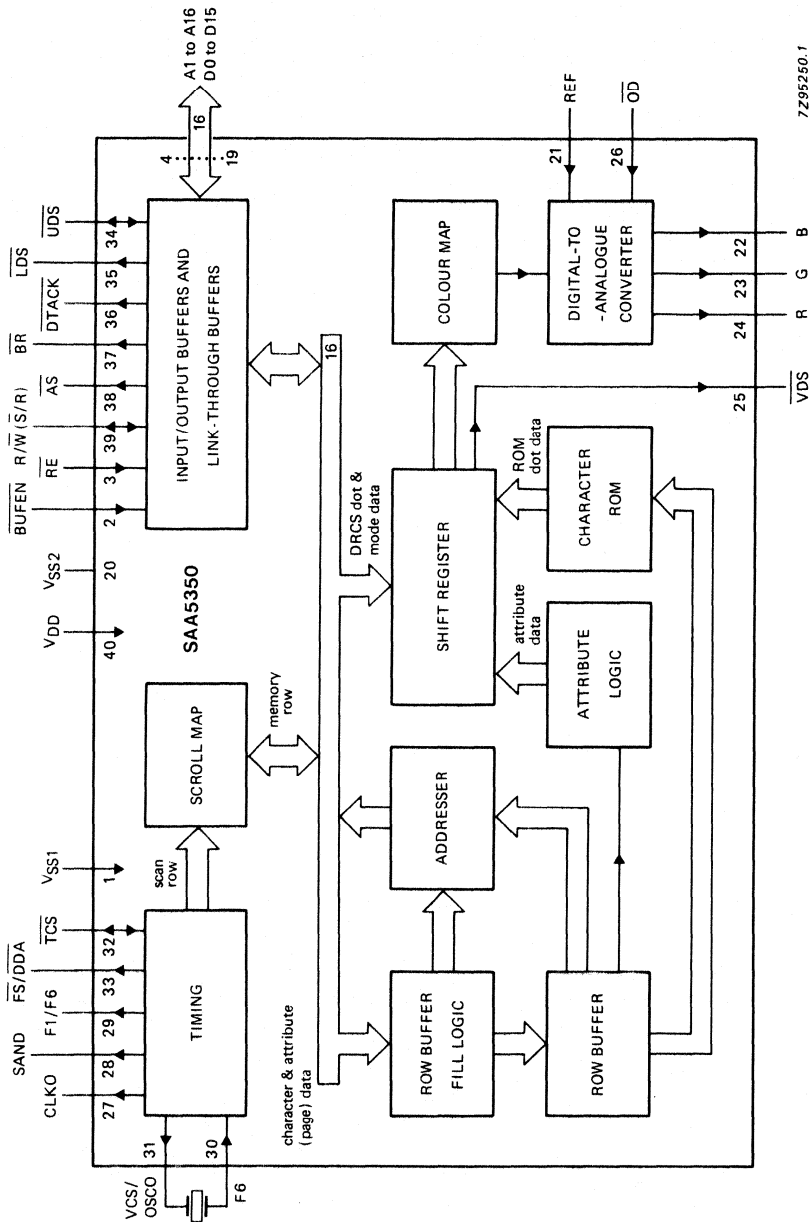 CLKO
SAND
F1/F6
FS/DDA
TCS
VSS1
VDD
VSS2
BUFEN
RE
R/W (S/R)
AS
BR
DTACK
LDS
UDS
27
28
29
33
32
1
40
20
2
3
39
38
37
36
35
34
VCS/
OSCO
31
30
F6
TIMING
scan
row
SCROLL MAP
SAA5350
INPUT/OUTPUT BUFFERS AND
LINK-THROUGH BUFFERS
4
19
16
A1 to A16
D0 to D15
memory
row
16
character & attribute
(page) data
DRCS dot &
mode data
ROW BUFFER
FILL LOGIC
ADDRESSER
SHIFT REGISTER
COLOUR MAP
attribute
data
ROM
dot data
ROW BUFFER
ATTRIBUTE
LOGIC
CHARACTER
ROM
DIGITAL-TO
-ANALOGUE
CONVERTER
21
REF
26
OD
25
24
23
22
VDS
R
G
B
7Z95250.1